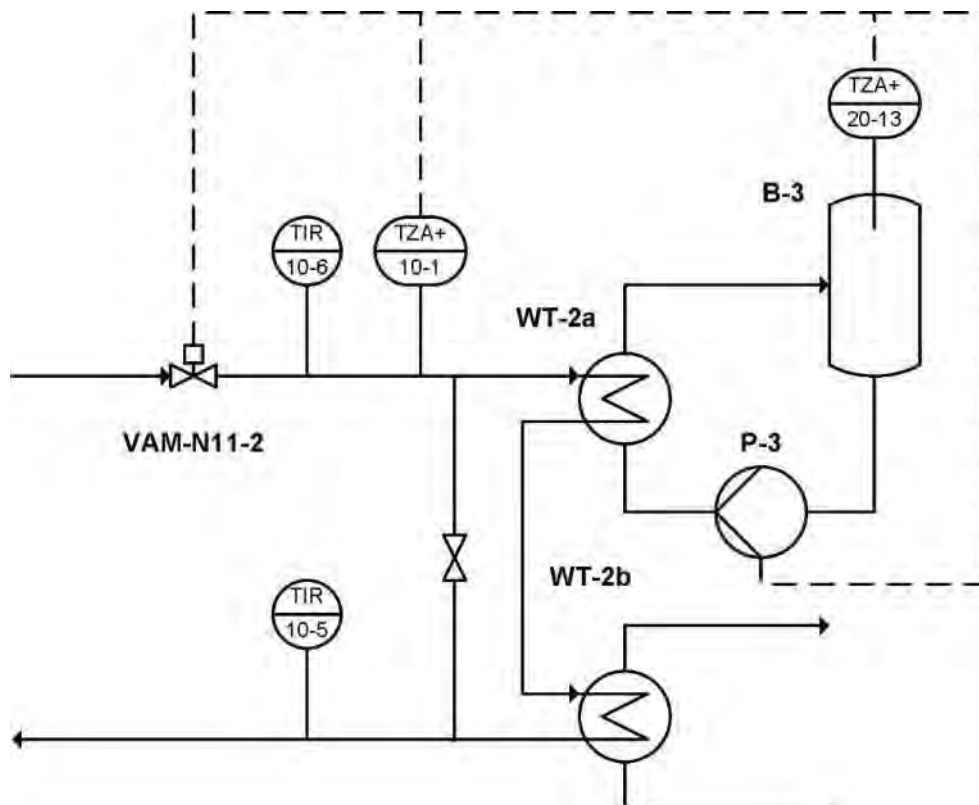 TZA+
20-13
B-3
TIR
10-6
TZA+
10-1
WT-2a
VAM-N11-2
P-3
WT-2b
TIR
10-5